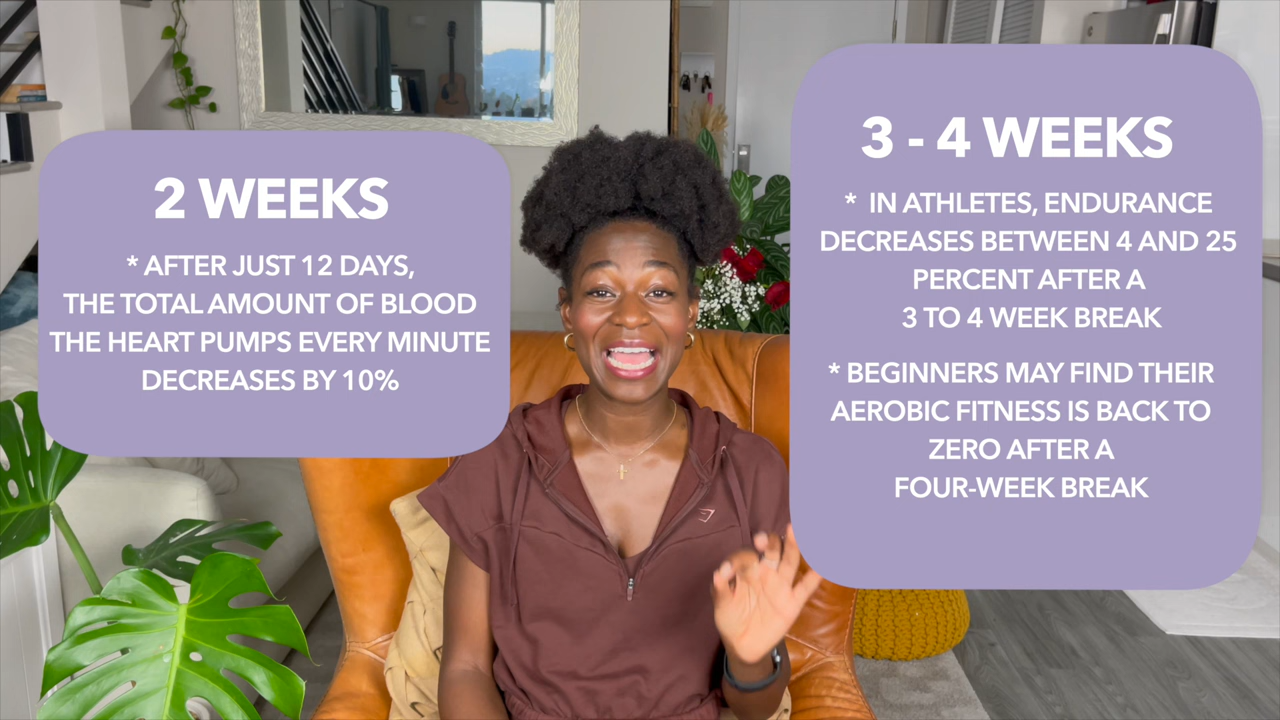 2 WEEKS
* AFTER JUST 12 DAYS,
THE TOTAL AMOUNT OF BLOOD
THE HEART PUMPS EVERY MINUTE
DECREASES BY 10%
3 - 4 WEEKS
* IN ATHLETES, ENDURANCE
DECREASES BETWEEN 4 AND 25
PERCENT AFTER A
3 TO 4 WEEK BREAK
* BEGINNERS MAY FIND THEIR
AEROBIC FITNESS IS BACK TO
ZERO AFTER A
FOUR-WEEK BREAK